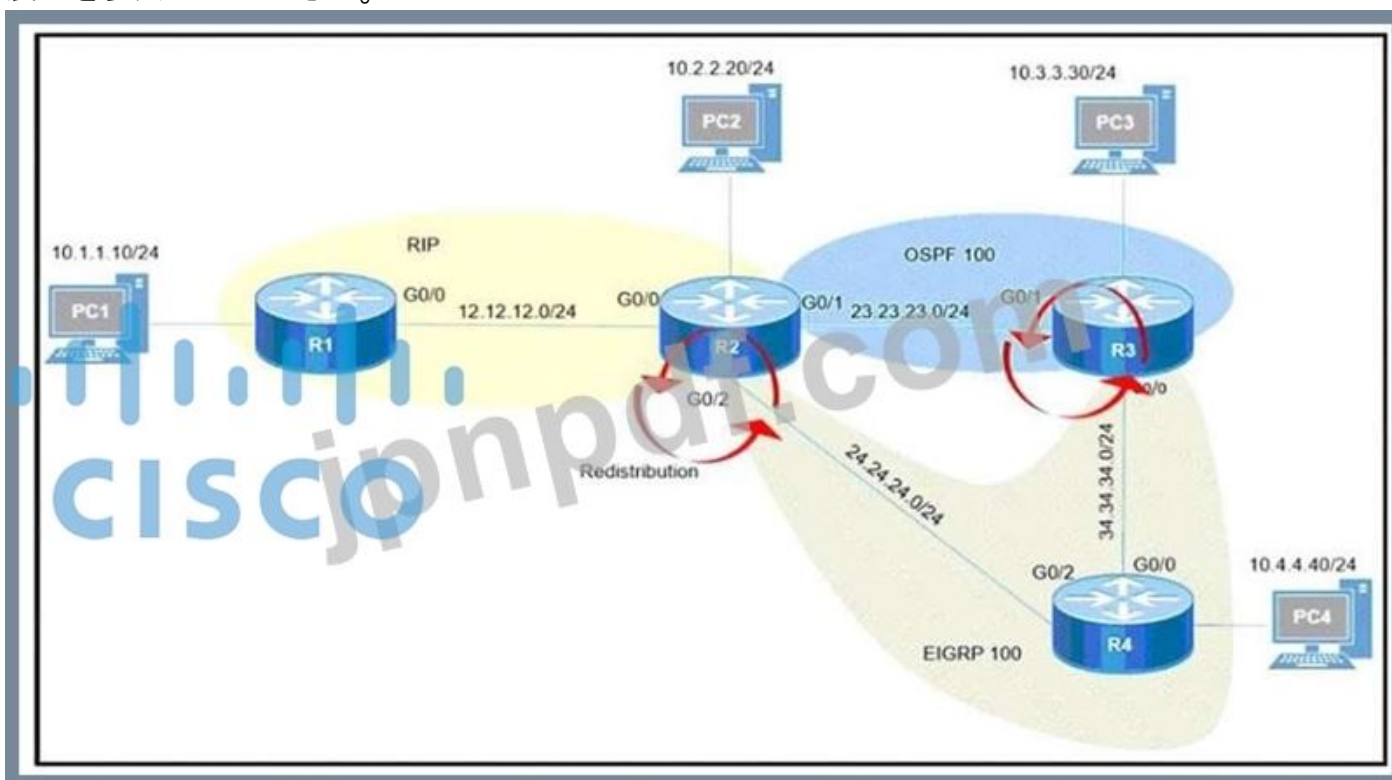 10.2.2.20/24
10.3.3.30/24
PC2
PC3
10.1.1.10/24
RIP
OSPF 100
PC1
G0/0
12.12.12.0/24
G0/0
G0/1
23.23.23.0/24
G0/1
R1
R2
R3
G0/2
Redistribution
24.24.24.0/24
34.34.34.0/24
CISCO
jpnpdf.com
G0/2
G0/0
10.4.4.40/24
R4
PC4
EIGRP 100